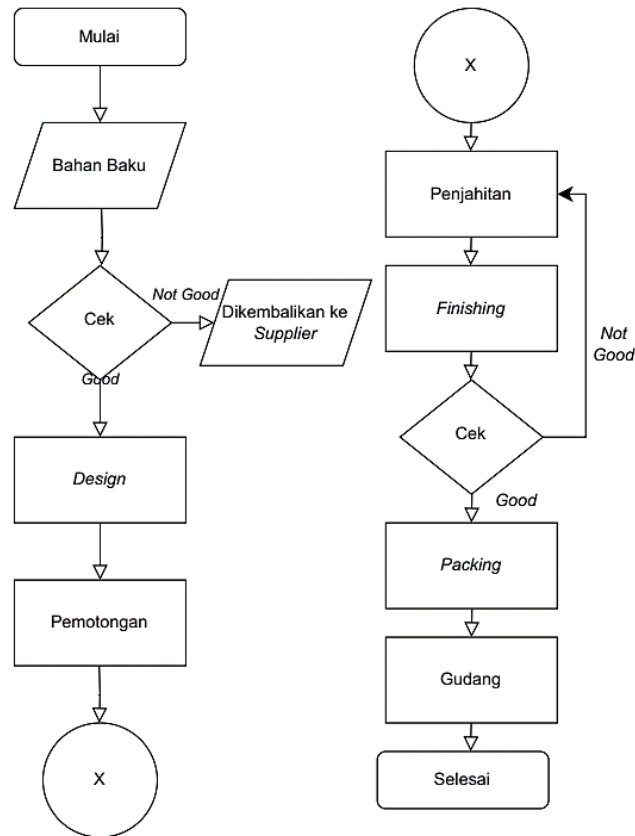 Mulai
Bahan Baku
Cek
Not Good
Dikembalikan ke
Supplier
Good
Design
Pemotongan
X
X
Penjahitan
Finishing
Not
Good
Cek
Good
Packing
Gudang
Selesai